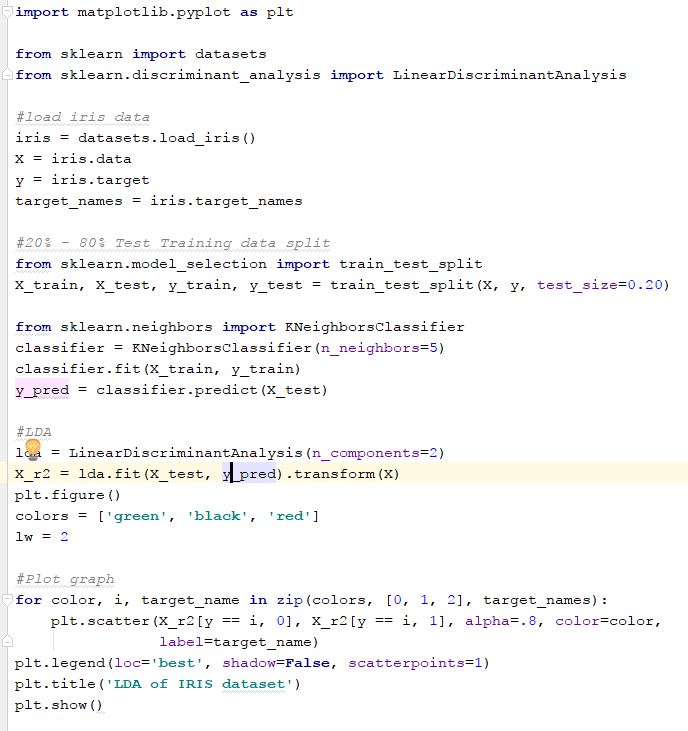 import matplotlib.pyplot as plt

from sklearn import datasets
from sklearn.discriminant_analysis import LinearDiscriminantAnalysis

#load iris data
iris = datasets.load_iris()
X = iris.data
y = iris.target
target_names = iris.target_names

#20% - 80% Test Training data split
from sklearn.model_selection import train_test_split
X_train, X_test, y_train, y_test = train_test_split(X, y, test_size=0.20)

from sklearn.neighbors import KNeighborsClassifier
classifier = KNeighborsClassifier(n_neighbors=5)
classifier.fit(X_train, y_train)
y_pred = classifier.predict(X_test)

#LDA
lda = LinearDiscriminantAnalysis(n_components=2)
X_r2 = lda.fit(X_test, y_pred).transform(X)
plt.figure()
colors = ['green', 'black', 'red']
lw = 2

#Plot graph
for color, i, target_name in zip(colors, [0, 1, 2], target_names):
    plt.scatter(X_r2[y == i, 0], X_r2[y == i, 1], alpha=.8, color=color,
                label=target_name)
plt.legend(loc='best', shadow=False, scatterpoints=1)
plt.title('LDA of IRIS dataset')
plt.show()